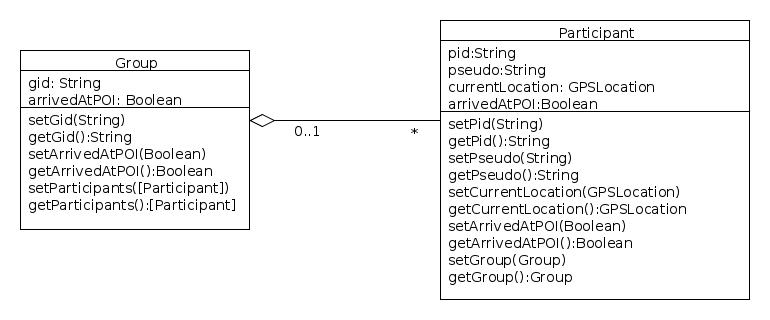 Group
gid: String
arrivedAtPOI: Boolean
setGid(String)
getGid():String
setArrivedAtPOI(Boolean)
getArrivedAtPOI():Boolean
setParticipants([Participant])
getParticipants():[Participant]
0..1
*
Participant
pid:String
pseudo:String
currentLocation: GPSLocation
arrivedAtPOI:Boolean
setPid(String)
getPid():String
setPseudo(String)
getPseudo():String
setCurrentLocation(GPSLocation)
getCurrentLocation():GPSLocation
setArrivedAtPOI(Boolean)
getArrivedAtPOI():Boolean
setGroup(Group)
getGroup():Group